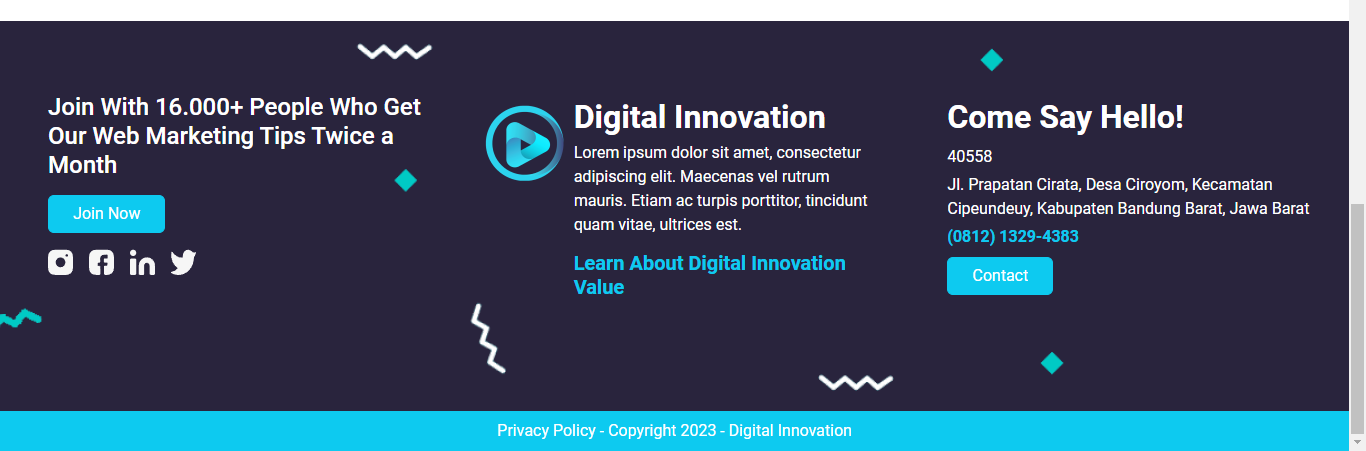 Join With 16.000+ People Who Get
Our Web Marketing Tips Twice a
Month
Join Now
Digital Innovation
Lorem ipsum dolor sit amet, consectetur
adipiscing elit. Maecenas vel rutrum
mauris. Etiam ac turpis porttitor, tincidunt
quam vitae, ultrices est.
Learn About Digital Innovation
Value
Come Say Hello!
40558
Jl. Prapatan Cirata, Desa Ciroyom, Kecamatan
Cipeundeuy, Kabupaten Bandung Barat, Jawa Barat
(0812) 1329-4383
Contact
Privacy Policy - Copyright 2023 - Digital Innovation